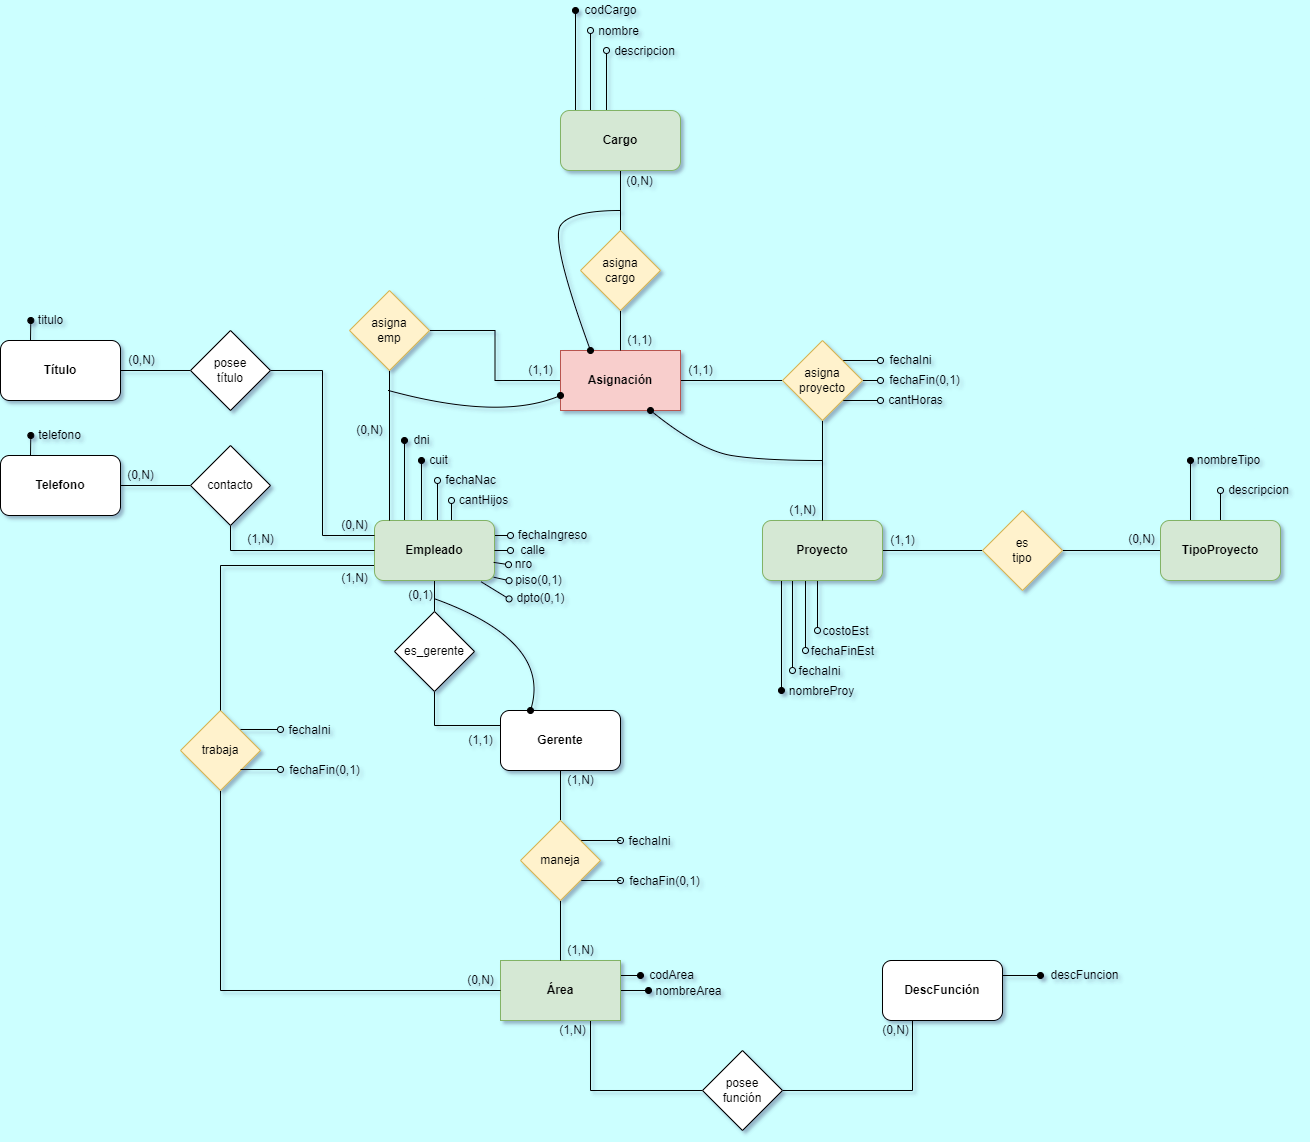 codCargo
nombre
descripcion
Cargo
(0,N)
asigna
cargo
(1,1)
asigna
emp
(1,1)
Asignación
(1,1)
asigna
proyecto
fechaIni
fechaFin(0,1)
cantHoras
titulo
Título
(0,N)
posee
título
(0,N)
telefono
Telefono
(0,N)
contacto
(1,N)
(0,N)
dni
cuit
fechaNac
cantHijos
Empleado
fechaIngreso
calle
nro
piso(0,1)
dpto(0,1)
(1,N)
(0,1)
(1,N)
Proyecto
(1,1)
es
tipo
(0,N)
nombreTipo
descripcion
TipoProyecto
costoEst
fechaFinEst
fechaIni
nombreProy
es_gerente
(1,1)
Gerente
(1,N)
trabaja
fechaIni
fechaFin(0,1)
maneja
fechaIni
fechaFin(0,1)
(1,N)
(0,N)
Área
codArea
nombreArea
(1,N)
DescFunción
descFuncion
(0,N)
posee
función